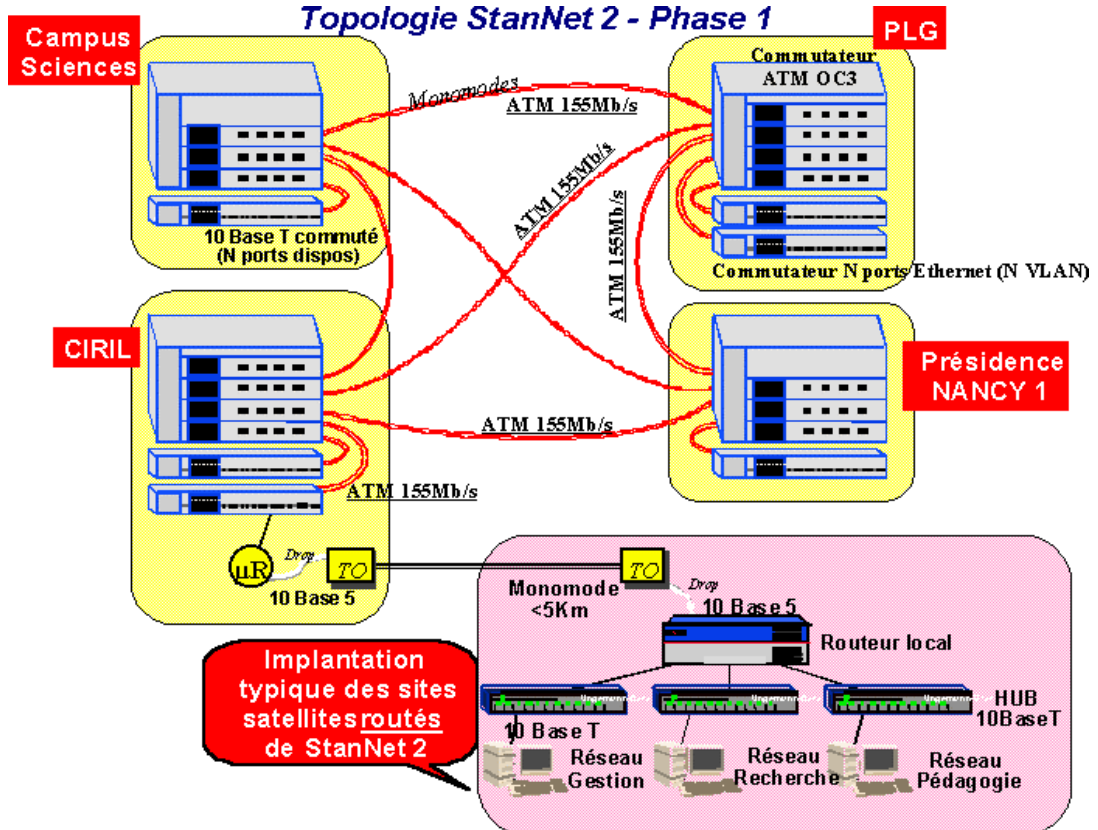 Topologie StanNet 2 - Phase 1
Campus
Sciences
PLG
Commutateur
ATM OC3
Monomodes
ATM 155Mb/s
ATM 155Mb/s
ATM 155Mb/s
10 Base T commuté
(N ports dispos)
Commutateur N ports Ethernet (N VLAN)
CIRIL
Présidence
NANCY 1
ATM 155Mb/s
ATM 155Mb/s
µR
Drop
TO
10 Base 5
TO
Drop
Monomode
<5Km
10 Base 5
Routeur local
Implantation
typique des sites
satellites routés
de StanNet 2
HUB
10BaseT
10 Base T
Réseau
Gestion
Réseau
Recherche
Réseau
Pédagogie